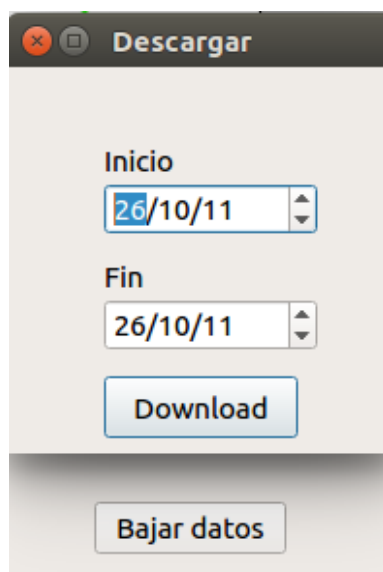 Descargar
Inicio
26/10/11
Fin
26/10/11
Download
Bajar datos